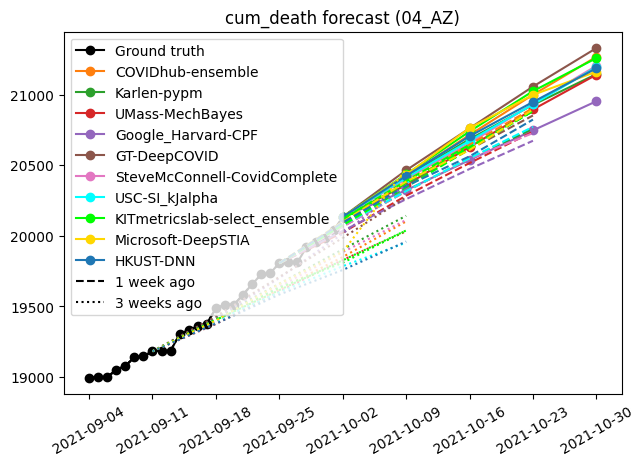 cum_death forecast (04_AZ)
Ground truth
COVIDhub-ensemble
Karlen-pypm
UMass-MechBayes
Google_Harvard-CPF
GT-DeepCOVID
SteveMcConnell-CovidComplete
USC-SI_kJalpha
KITmetricslab-select_ensemble
Microsoft-DeepSTIA
HKUST-DNN
1 week ago
3 weeks ago
21000
20500
20000
19500
19000
2021-09-04
2021-09-11
2021-09-18
2021-09-25
2021-10-02
2021-10-09
2021-10-16
2021-10-23
2021-10-30